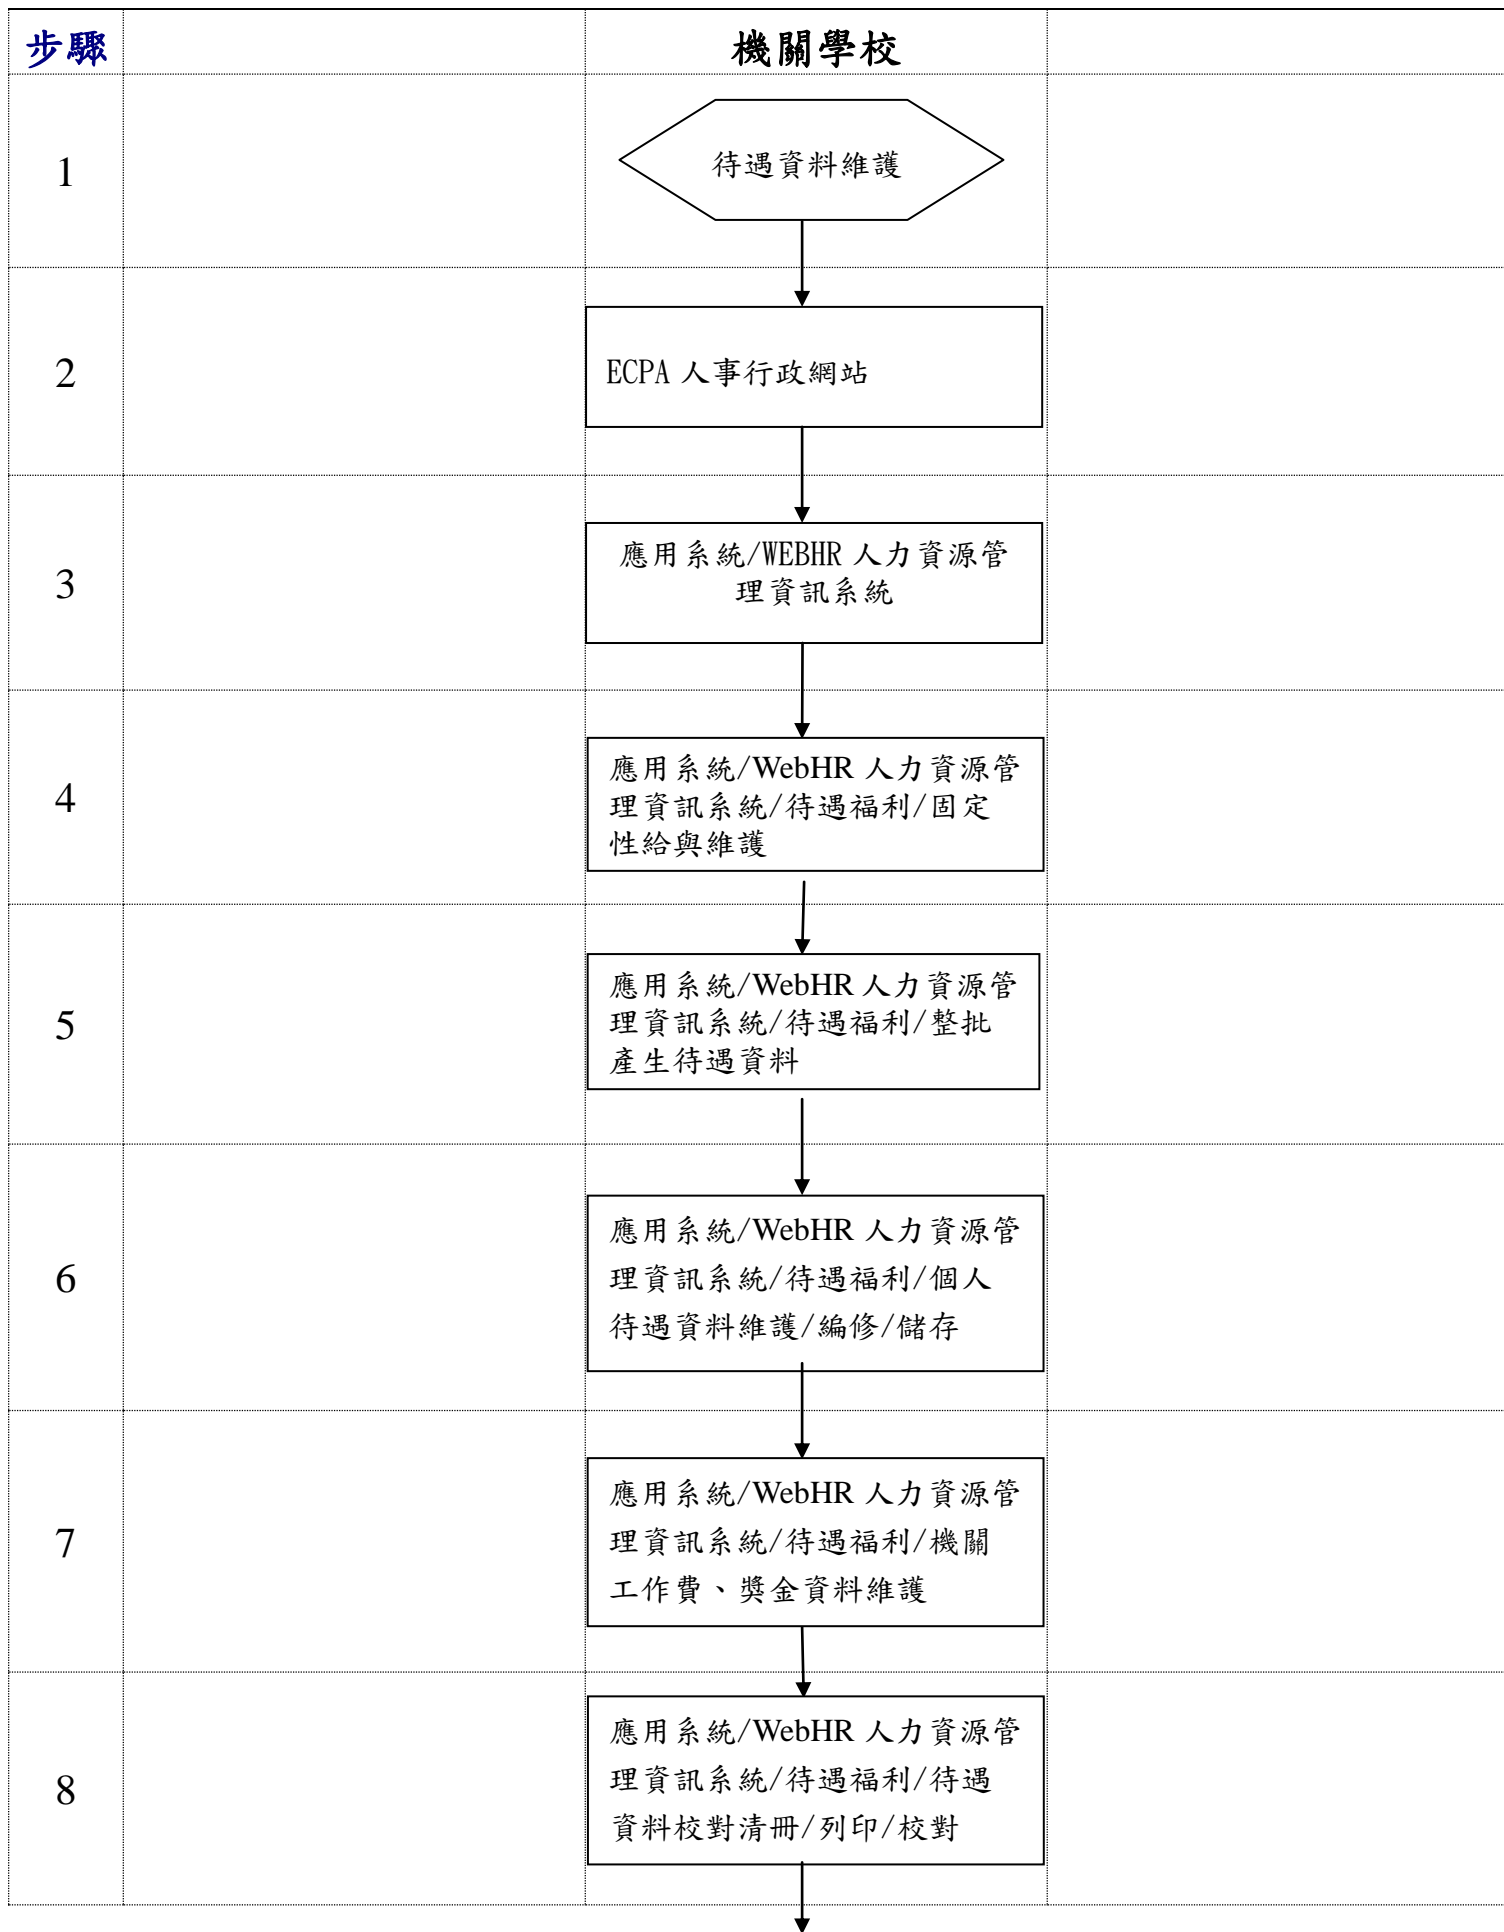 步驟
機關學校
1
待遇資料維護
2
ECPA 人事行政網站
3
應用系統/WEBHR 人力資源管
理資訊系統
4
應用系統/WebHR 人力資源管
理資訊系統/待遇福利/固定
性給與維護
5
應用系統/WebHR 人力資源管
理資訊系統/待遇福利/整批
產生待遇資料
6
應用系統/WebHR 人力資源管
理資訊系統/待遇福利/個人
待遇資料維護/編修/儲存
7
應用系統/WebHR 人力資源管
理資訊系統/待遇福利/機關
工作費、獎金資料維護
8
應用系統/WebHR 人力資源管
理資訊系統/待遇福利/待遇
資料校對清冊/列印/校對